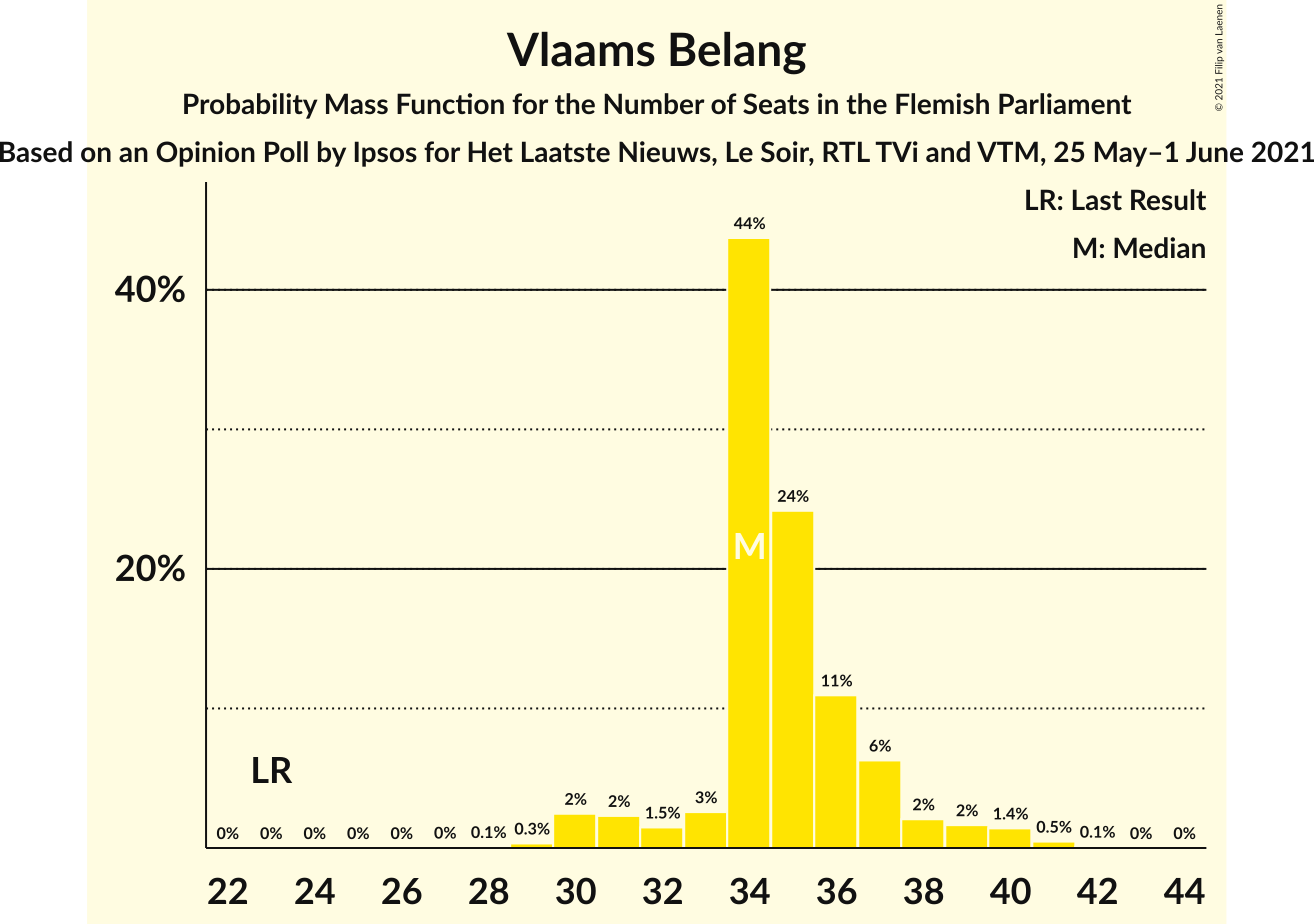 Vlaams Belang
Probability Mass Function for the Number of Seats in the Flemish Parliament
Based on an Opinion Poll by Ipsos for Het Laatste Nieuws, Le Soir, RTL TVi and VTM, 25 May–1 June 2021
© 2021 Filip van Laenen
LR: Last Result
M: Median
44%
40%
24%
M
20%
11%
6%
LR
0% 0% 0% 0% 0% 0% 0.1% 0.3% 2% 2% 1.5% 3% 2% 2% 1.4% 0.5% 0.1% 0% 0%
22 24 26 28 30 32 34 36 38 40 42 44